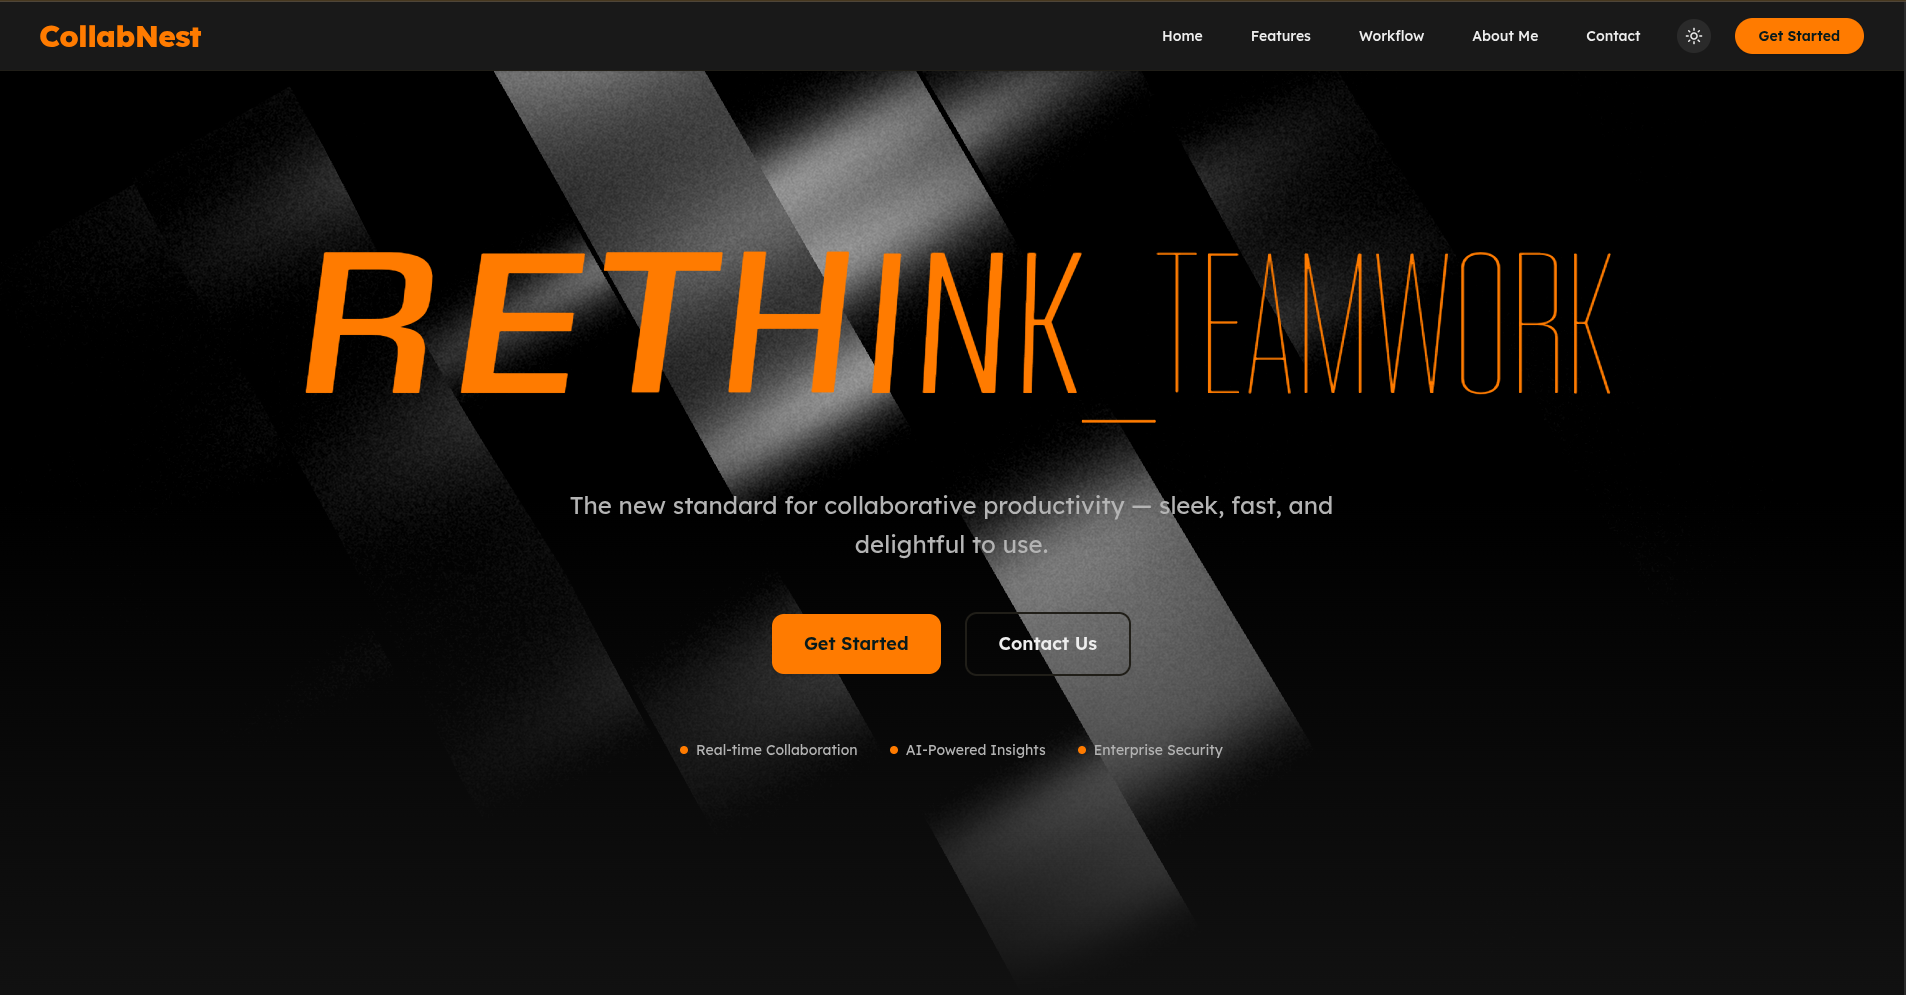 CollabNest
Home Features Workflow About Me Contact Get Started
RETHINK_TEAMWORK
The new standard for collaborative productivity — sleek, fast, and
delightful to use.
Get Started Contact Us
Real-time Collaboration AI-Powered Insights Enterprise Security